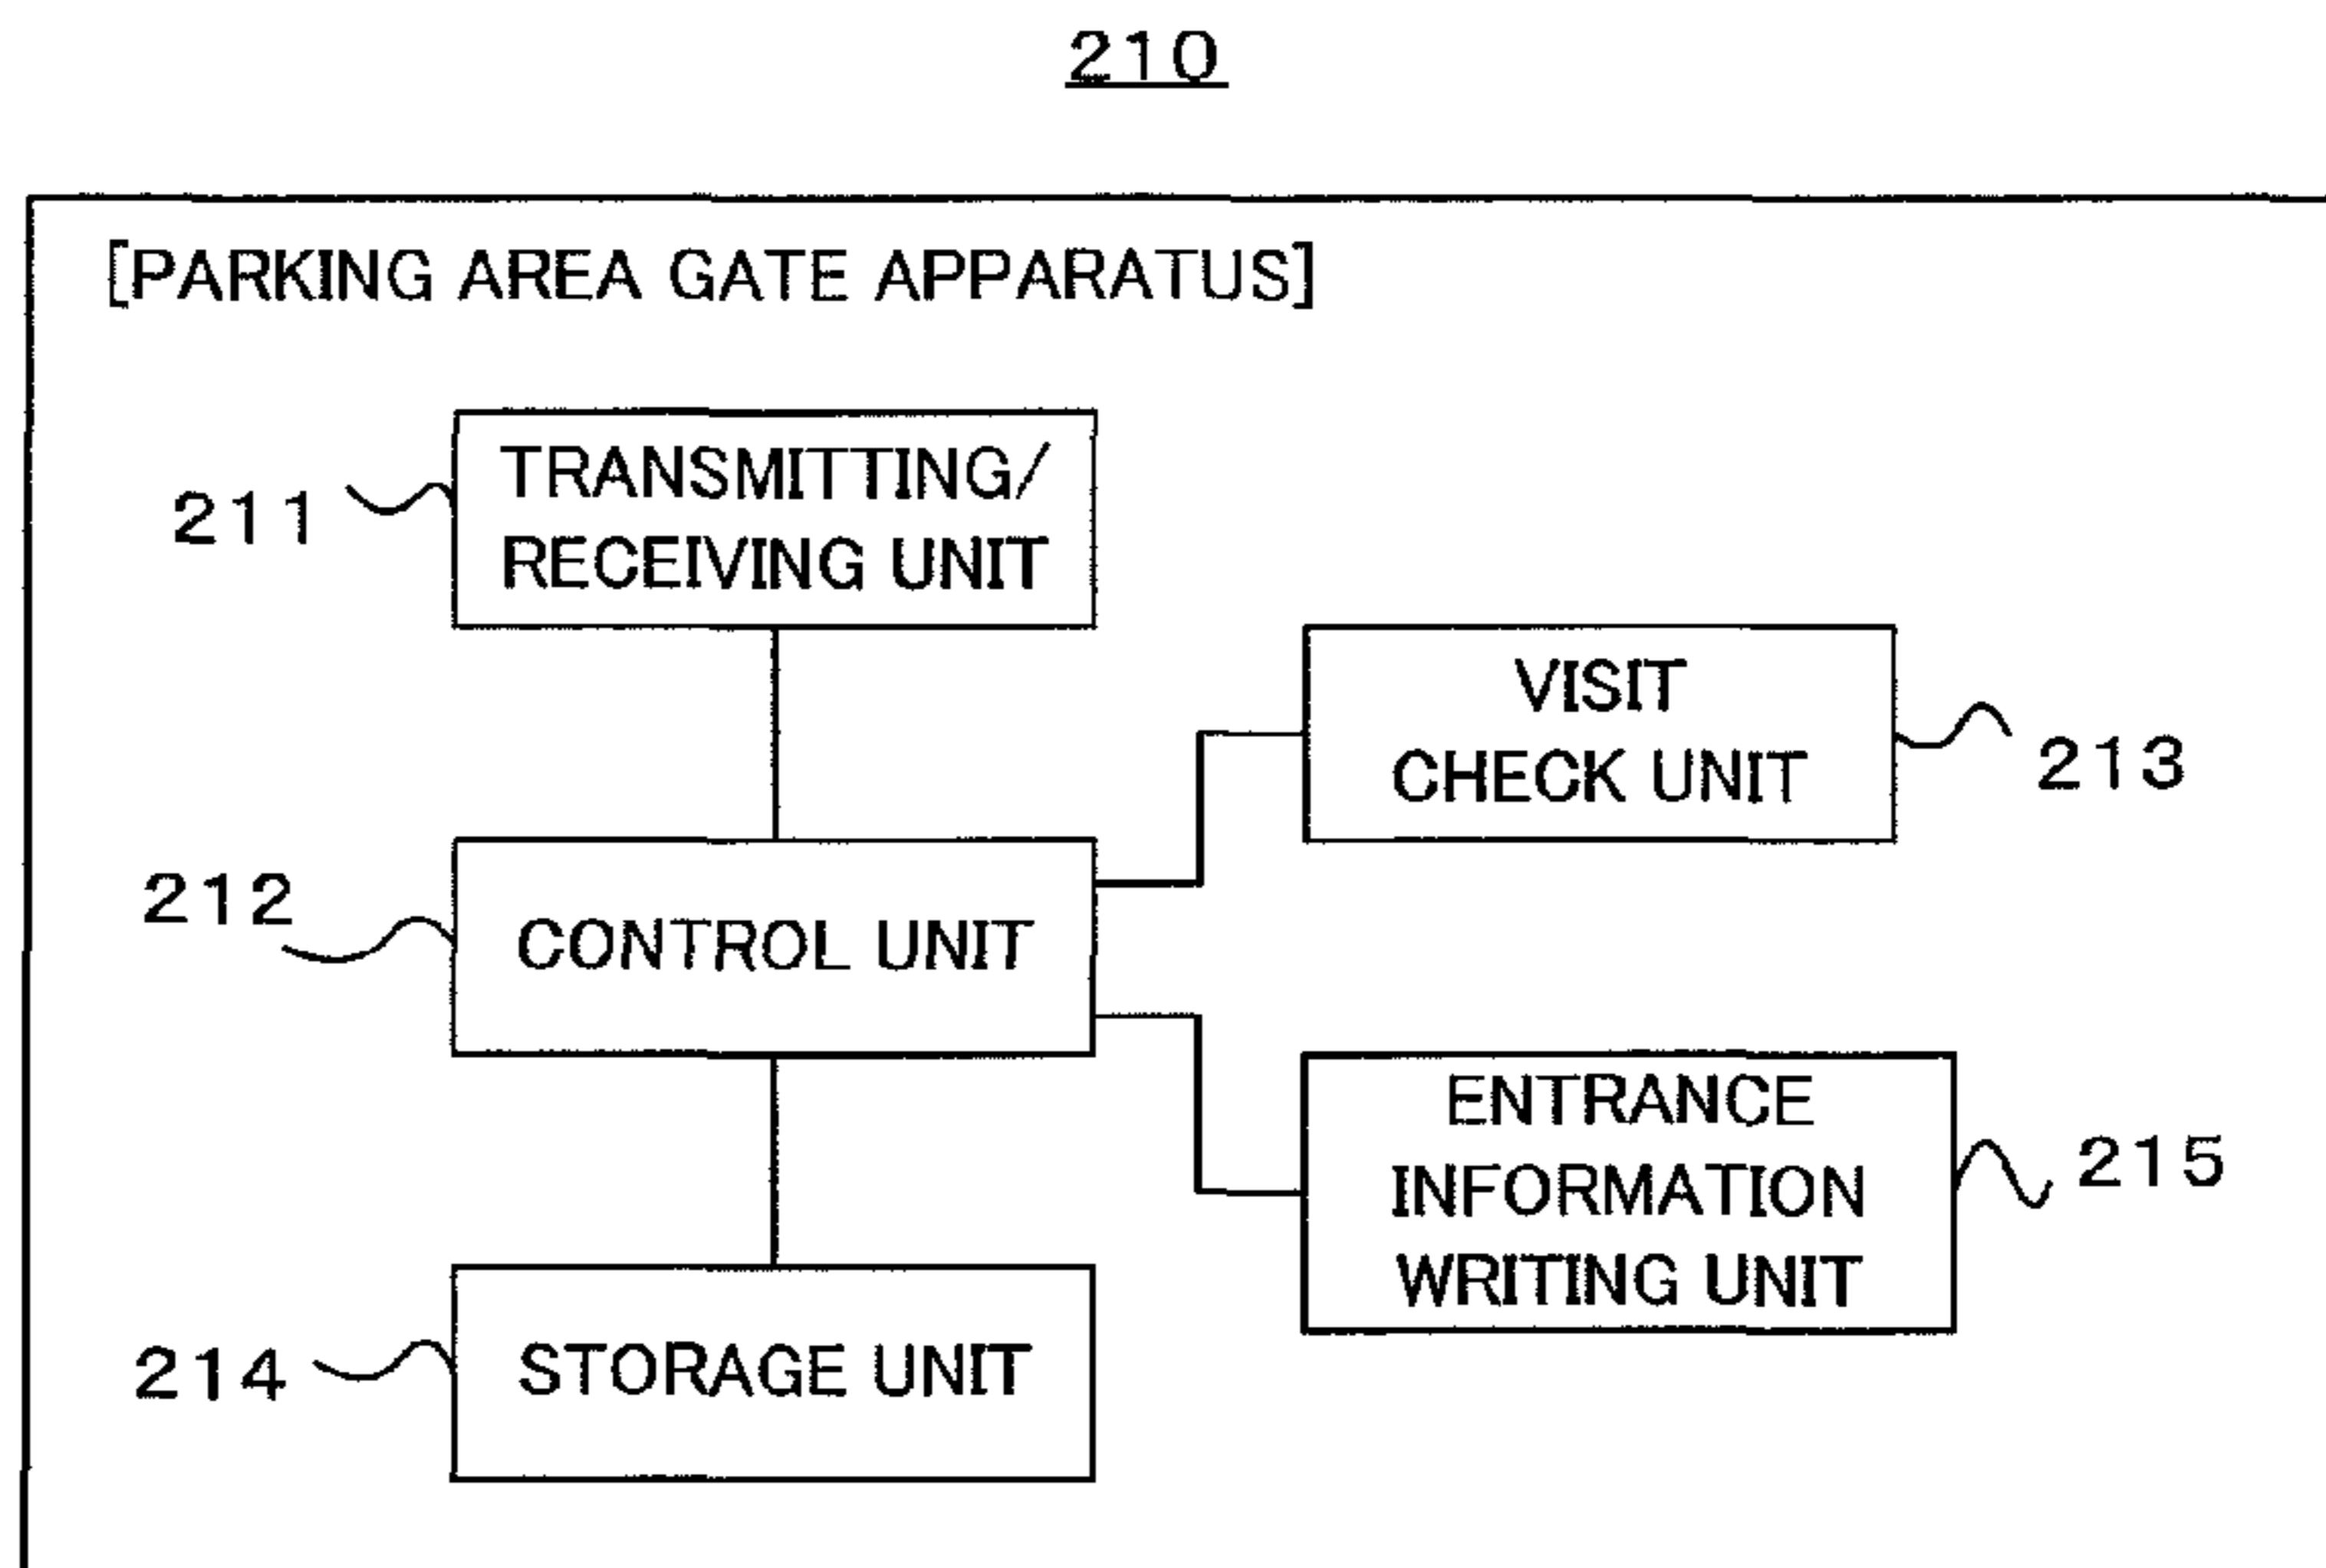 210
[PARKING AREA GATE APPARATUS]
211
TRANSMITTING/
RECEIVING UNIT
VISIT
CHECK UNIT
213
212
CONTROL UNIT
ENTRANCE
INFORMATION
WRITING UNIT
215
214
STORAGE UNIT